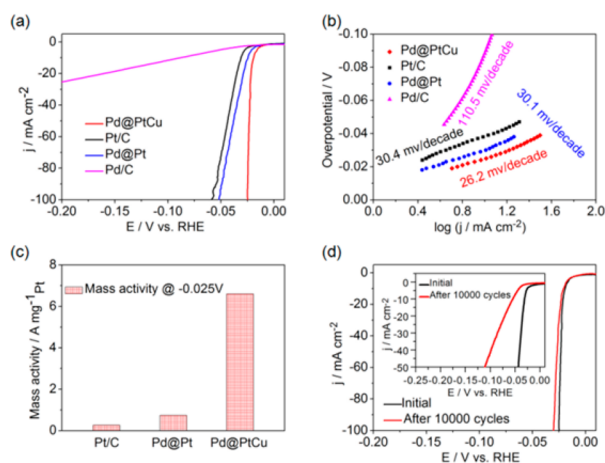 (a)
0
-20
-40
-60
-80
-100
j / mA cm-2
Pd@PtCu
Pt/C
Pd@Pt
Pd/C
-0.20
-0.15
-0.10
-0.05
0.00
E / V vs. RHE
(b)
-0.10
-0.08
-0.06
-0.04
-0.02
0.00
Overpotential / V
Pd@PtCu
Pt/C
Pd@Pt
Pd/C
110.5 mv/decade
30.1 mv/decade
30.4 mv/decade
26.2 mv/decade
0.0
0.4
0.8
1.2
1.6
2.0
log (j / mA cm-2)
(c)
8
6
4
2
0
Mass activity / A mg-1Pt
Mass activity @ -0.025V
Pt/C
Pd@Pt
Pd@PtCu
(d)
0
-20
-40
-60
-80
-100
j / mA cm-2
0
-10
-20
-30
-40
-50
j / mA cm-2
Initial
After 10000 cycles
-0.25
-0.20
-0.15
-0.10
-0.05
0.00
E / V vs. RHE
Initial
After 10000 cycles
-0.20
-0.15
-0.10
-0.05
0.00
E / V vs. RHE